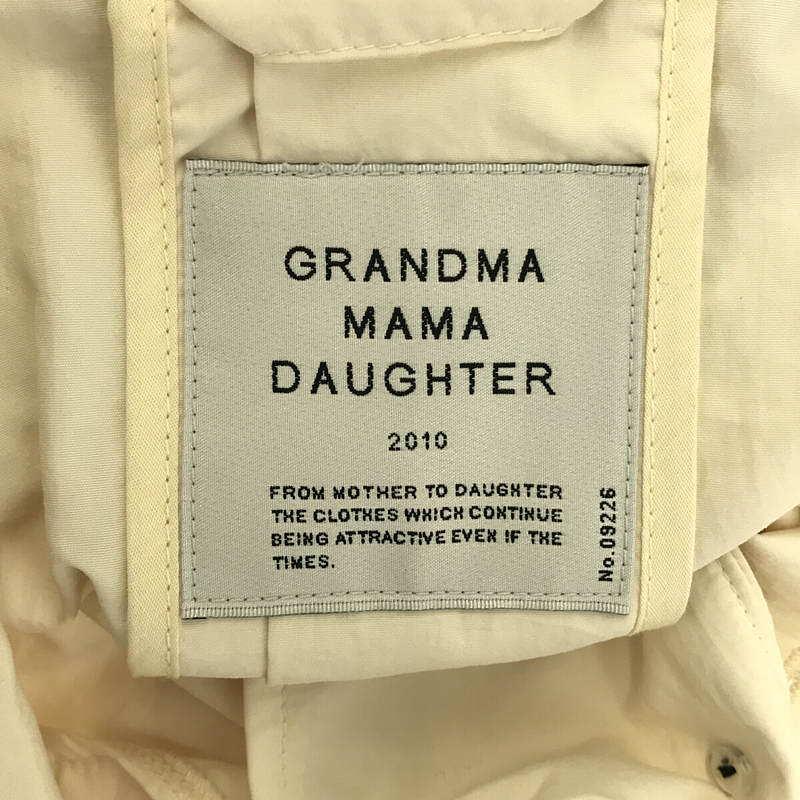 GRANDMA
MAMA
DAUGHTER
2010
FROM MOTHER TO DAUGHTER
THE CLOTHES WHICH CONTINUE
BEING ATTRACTIVE EVEN IF THE
TIMES.
No.09226